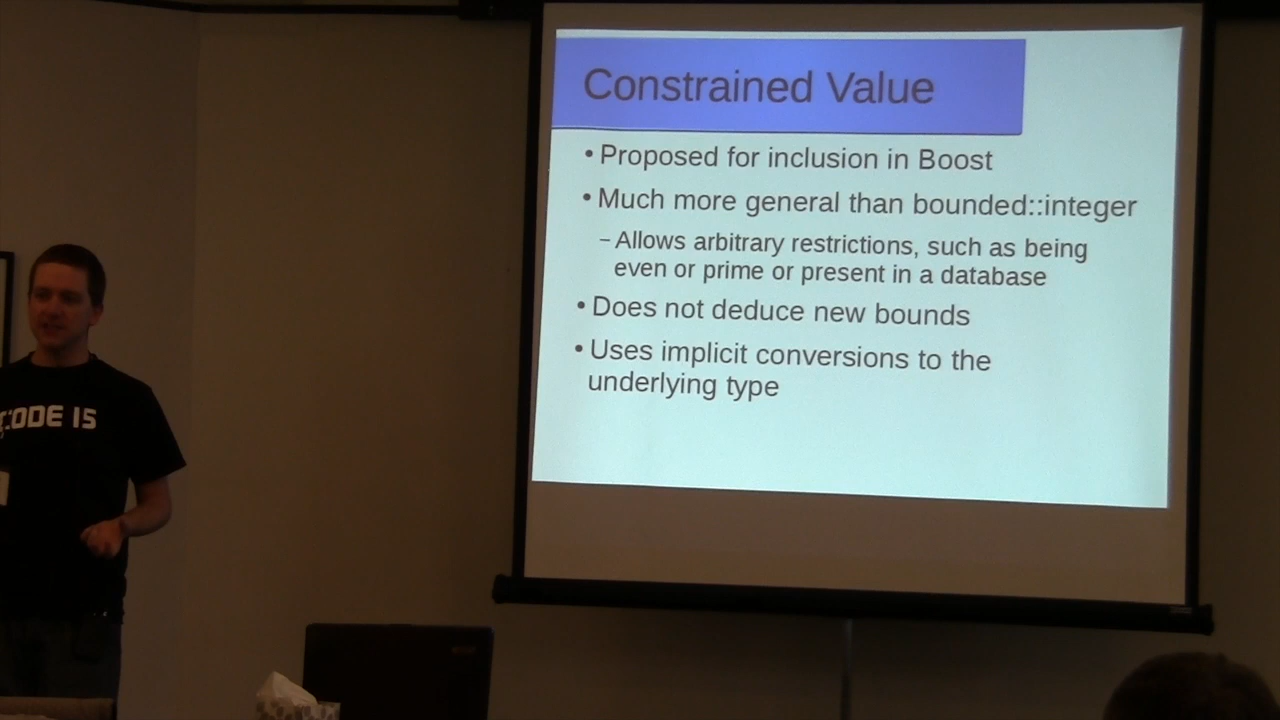 Constrained Value
• Proposed for inclusion in Boost
• Much more general than bounded::integer
– Allows arbitrary restrictions, such as being
even or prime or present in a database
• Does not deduce new bounds
• Uses implicit conversions to the
underlying type
CODE IS